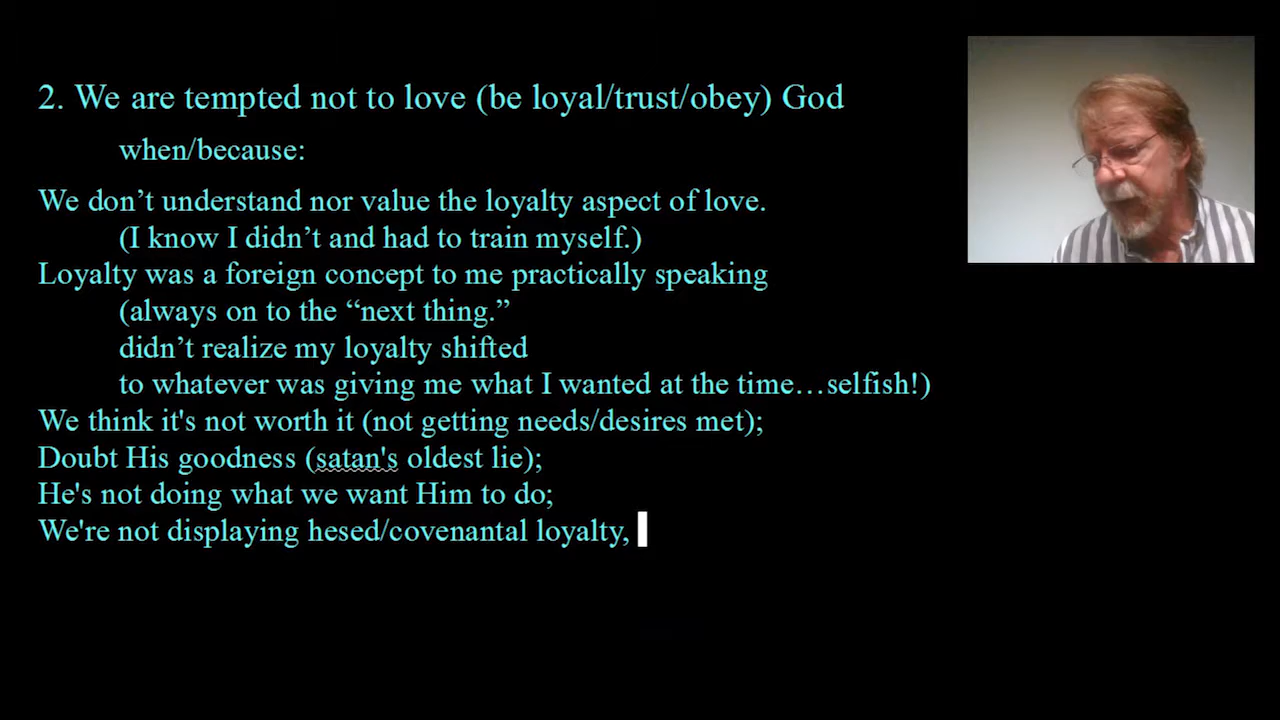 2. We are tempted not to love (be loyal/trust/obey) God
when/because:
We don’t understand nor value the loyalty aspect of love.
(I know I didn’t and had to train myself.)
Loyalty was a foreign concept to me practically speaking
(always on to the “next thing.”
didn’t realize my loyalty shifted
to whatever was giving me what I wanted at the time…selfish!)
We think it's not worth it (not getting needs/desires met);
Doubt His goodness (satan's oldest lie);
He's not doing what we want Him to do;
We're not displaying hesed/covenantal loyalty,